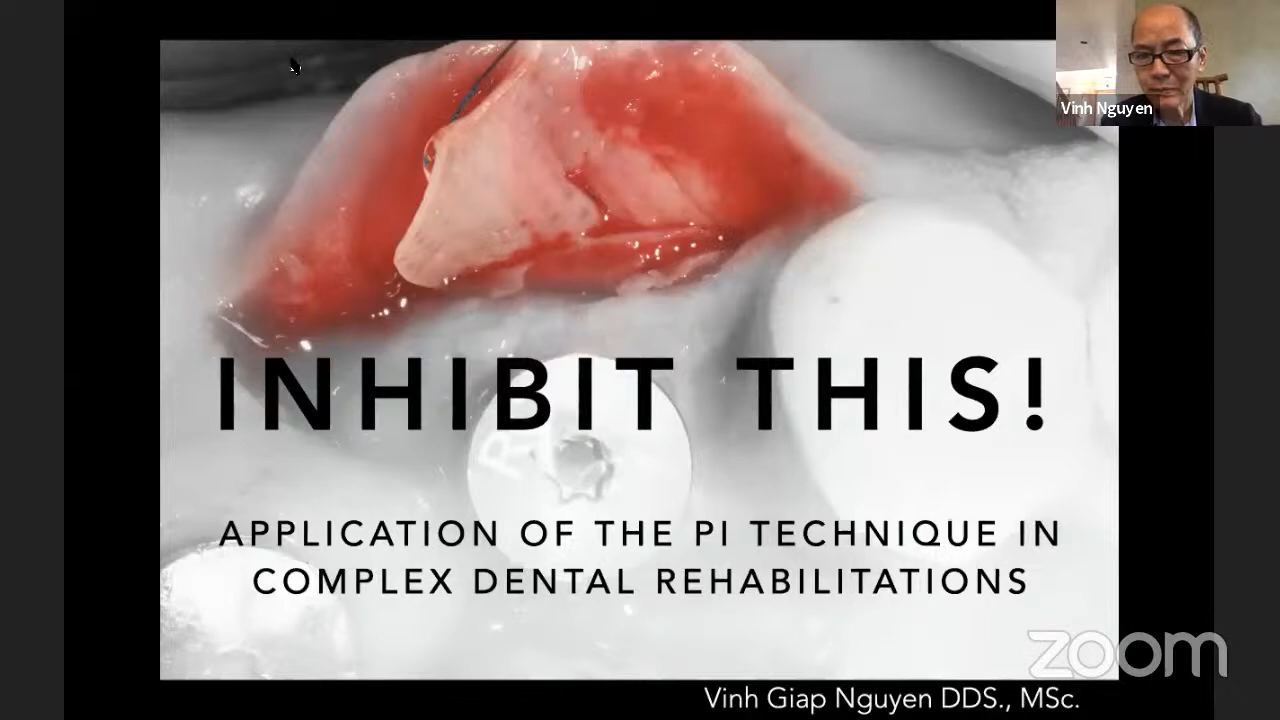 Vinh Nguyen
INHIBIT THIS!
APPLICATION OF THE PI TECHNIQUE IN
COMPLEX DENTAL REHABILITATIONS
zoom
Vinh Giap Nguyen DDS., MSc.